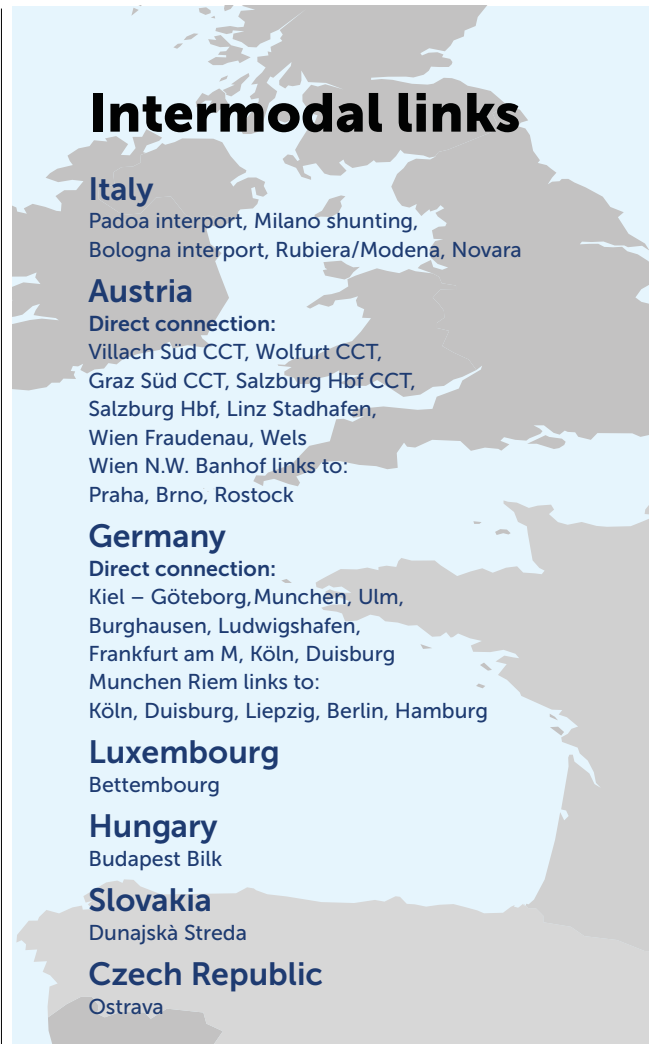 Intermodal links
Italy
Padoa interport, Milano shunting,
Bologna interport, Rubiera/Modena, Novara
Austria
Direct connection:
Villach Süd CCT, Wolfurt CCT,
Graz Süd CCT, Salzburg Hbf CCT,
Salzburg Hbf, Linz Stadhafen,
Wien Fraudenau, Wels
Wien N.W. Banhof links to:
Praha, Brno, Rostock
Germany
Direct connection:
Kiel – Göteborg,Munchen, Ulm,
Burghausen, Ludwigshafen,
Frankfurt am M, Köln, Duisburg
Munchen Riem links to:
Köln, Duisburg, Liepzig, Berlin, Hamburg
Luxembourg
Bettembourg
Hungary
Budapest Bilk
Slovakia
Dunajskà Streda
Czech Republic
Ostrava